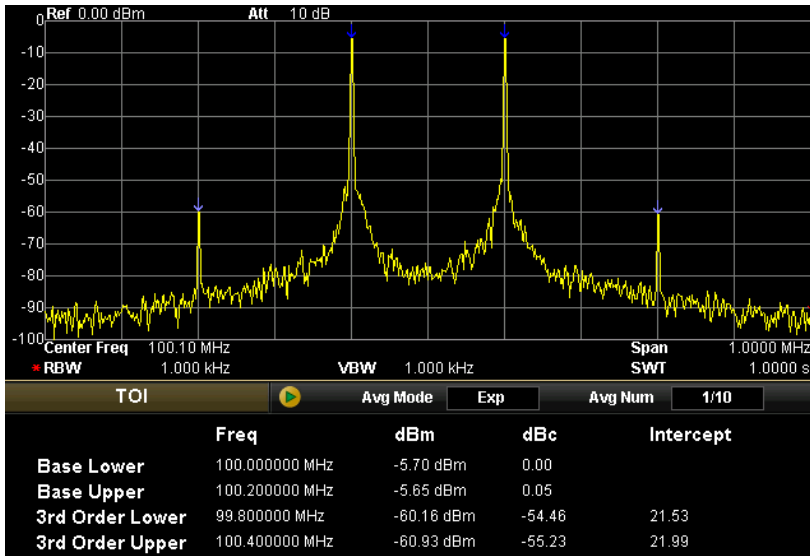 Ref 0.00 dBm Att 10 dB
0
-10
-20
-30
-40
-50
-60
-70
-80
-90
-100
Center Freq 100.10 MHz Span 1.0000 MHz
* RBW 1.000 kHz VBW 1.000 kHz SWT 1.0000 s
TOI Avg Mode Exp Avg Num 1/10
Freq dBm dBc Intercept
Base Lower 100.000000 MHz -5.70 dBm 0.00
Base Upper 100.200000 MHz -5.65 dBm 0.05
3rd Order Lower 99.800000 MHz -60.16 dBm -54.46 21.53
3rd Order Upper 100.400000 MHz -60.93 dBm -55.23 21.99